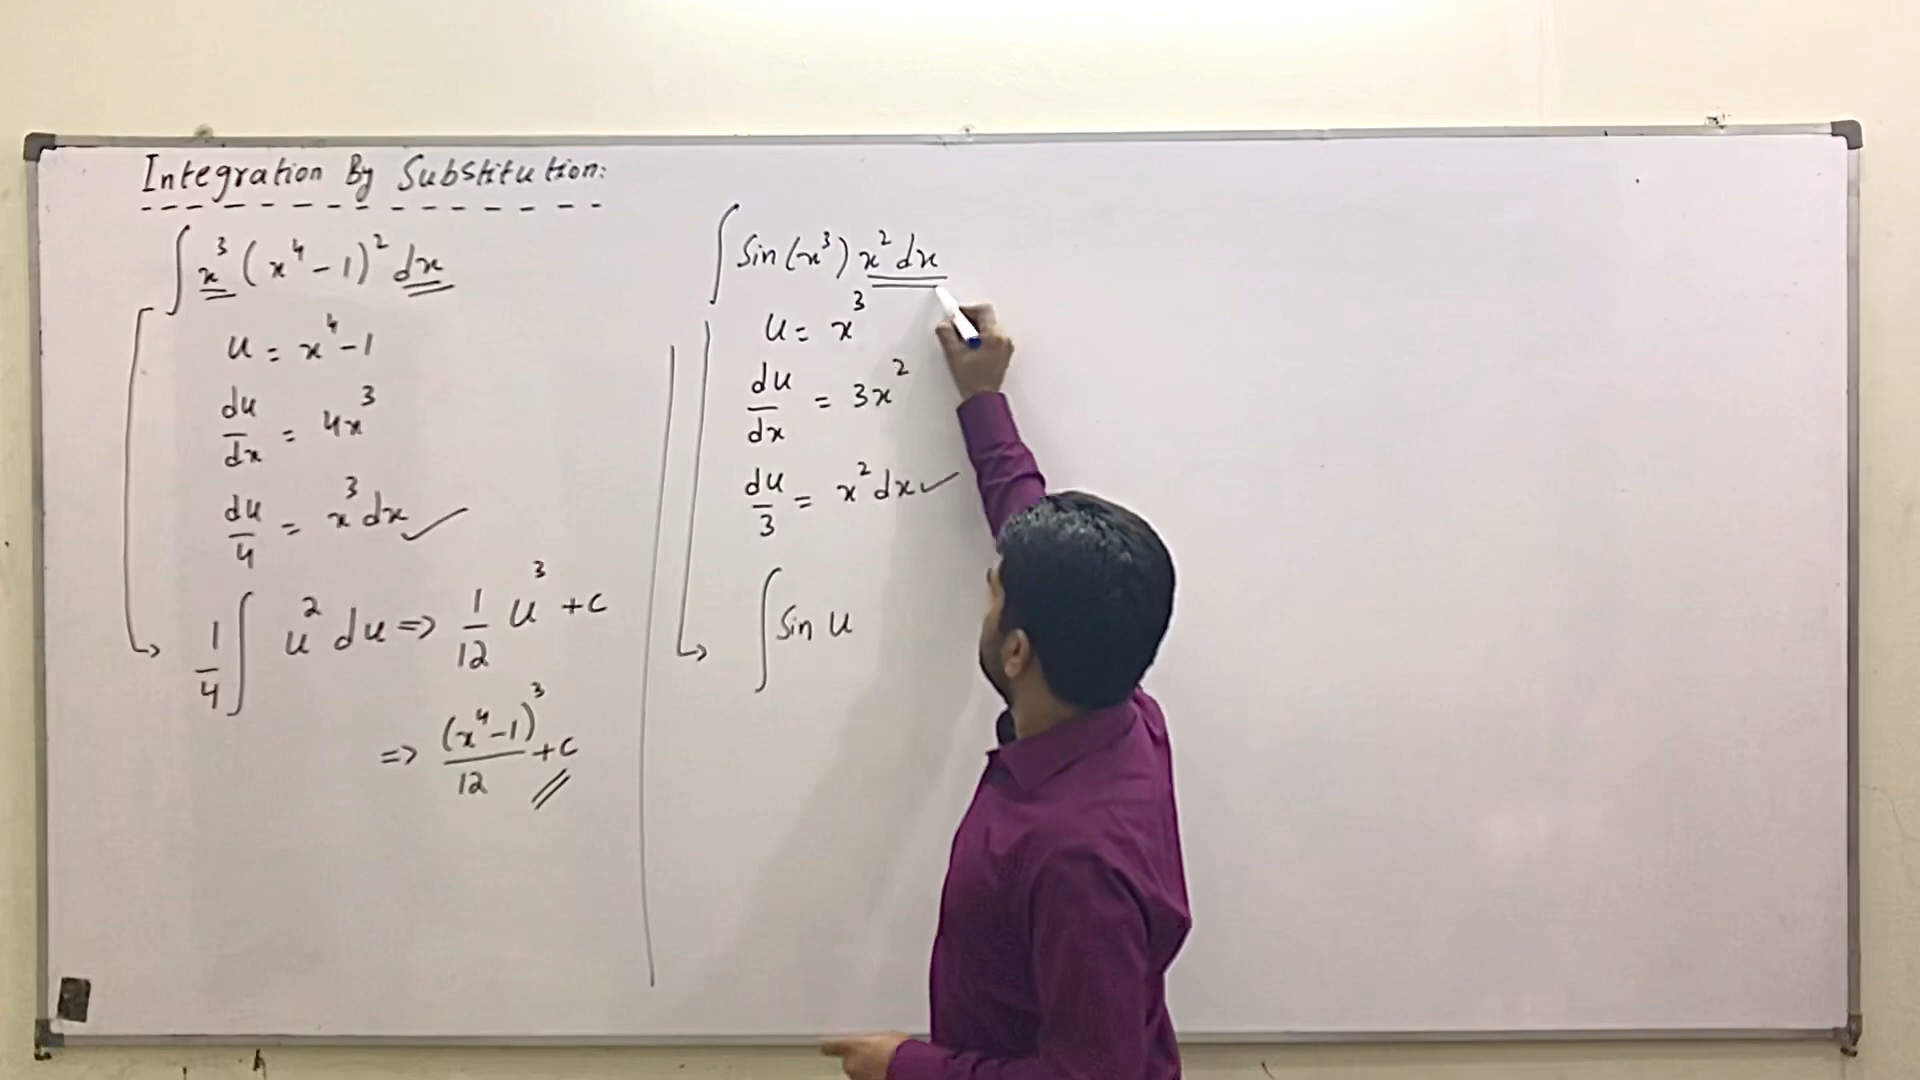 Integration By Substitution:
∫ x³ (x⁴ - 1)² dx
u = x⁴ - 1
du/dx = 4x³
du/4 = x³ dx ✓
1/4 ∫ u² du => 1/12 u³ + c
=> (x⁴ - 1)³/12 + c
∫ Sin(x³) x² dx
u = x³
du/dx = 3x²
du/3 = x² dx ✓
∫ Sin u